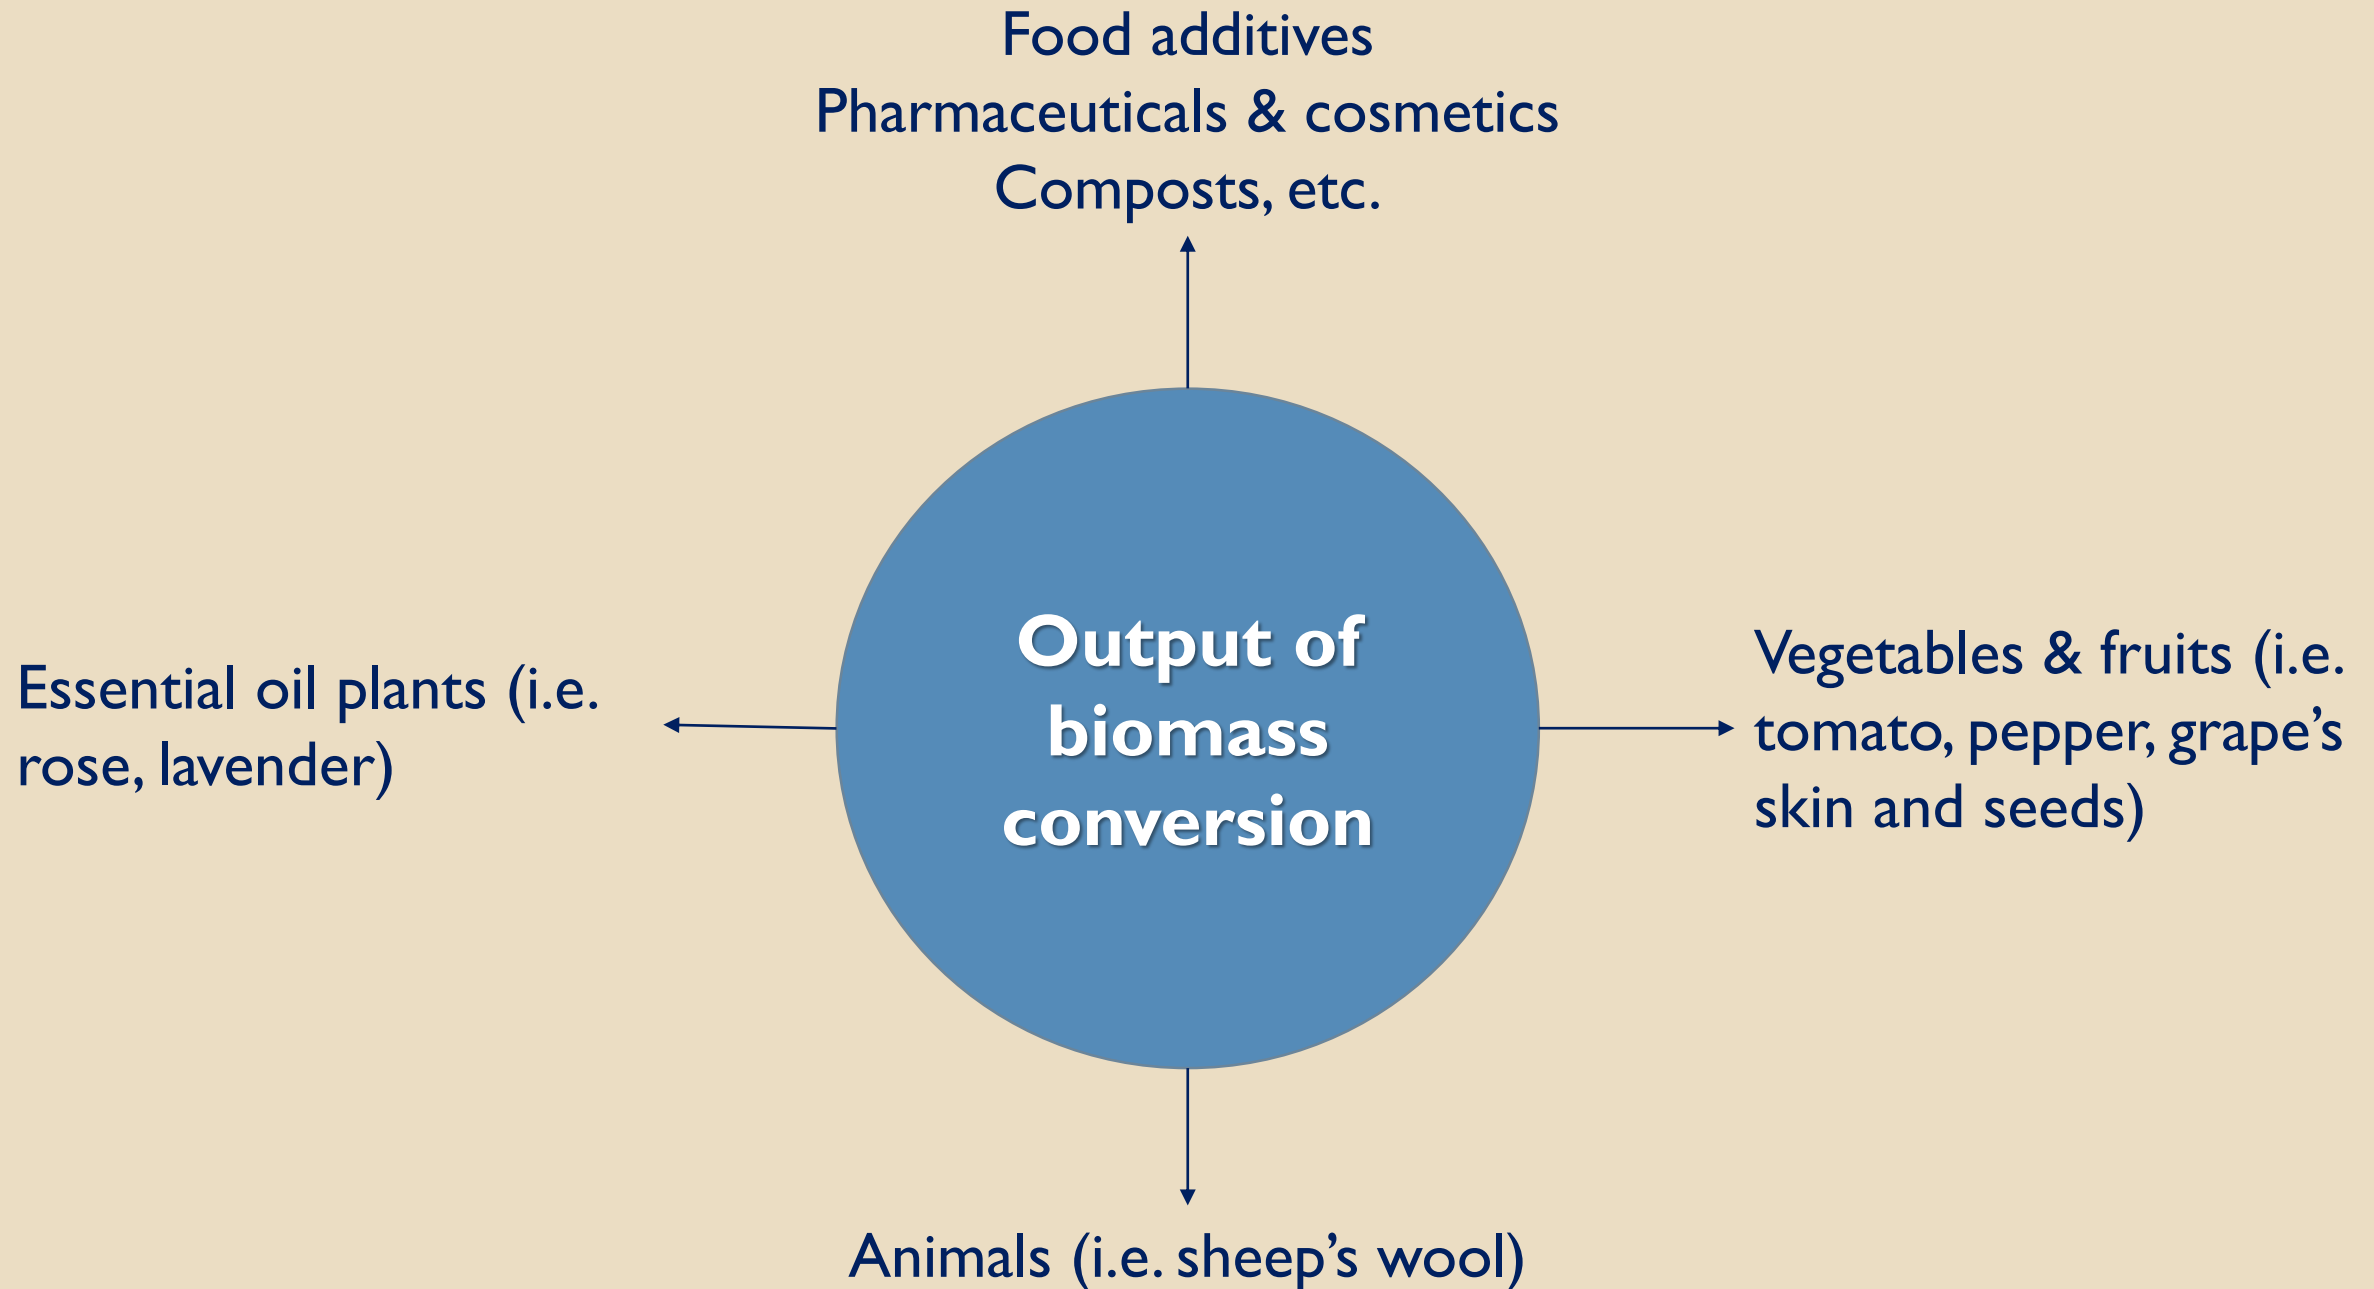 Food additives
Pharmaceuticals & cosmetics
Composts, etc.
Essential oil plants (i.e.
rose, lavender)
Output of
biomass
conversion
Vegetables & fruits (i.e.
tomato, pepper, grape’s
skin and seeds)
Animals (i.e. sheep’s wool)